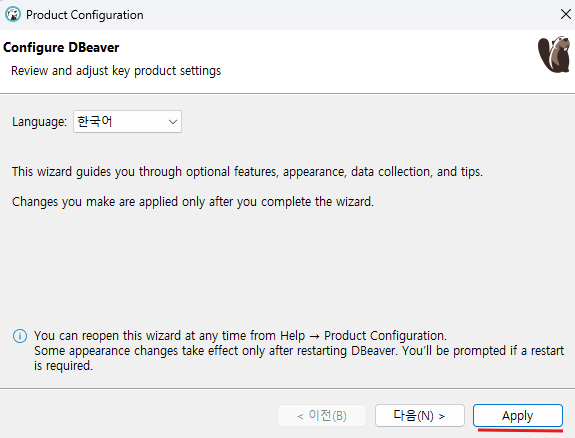 Product Configuration
Configure DBeaver
Review and adjust key product settings
Language: 한국어
This wizard guides you through optional features, appearance, data collection, and tips.
Changes you make are applied only after you complete the wizard.
You can reopen this wizard at any time from Help → Product Configuration.
Some appearance changes take effect only after restarting DBeaver. You'll be prompted if a restart
is required.
< 이전(B) 다음(N) > Apply